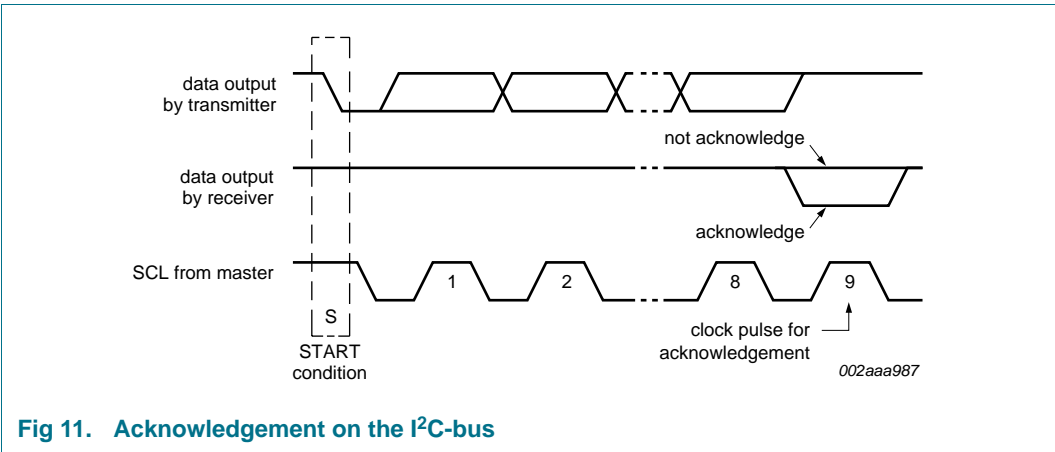 data output
by transmitter
not acknowledge
data output
by receiver
acknowledge
SCL from master
1
2
8
9
S
START
condition
clock pulse for
acknowledgement
002aaa987
Fig 11. Acknowledgement on the I²C-bus